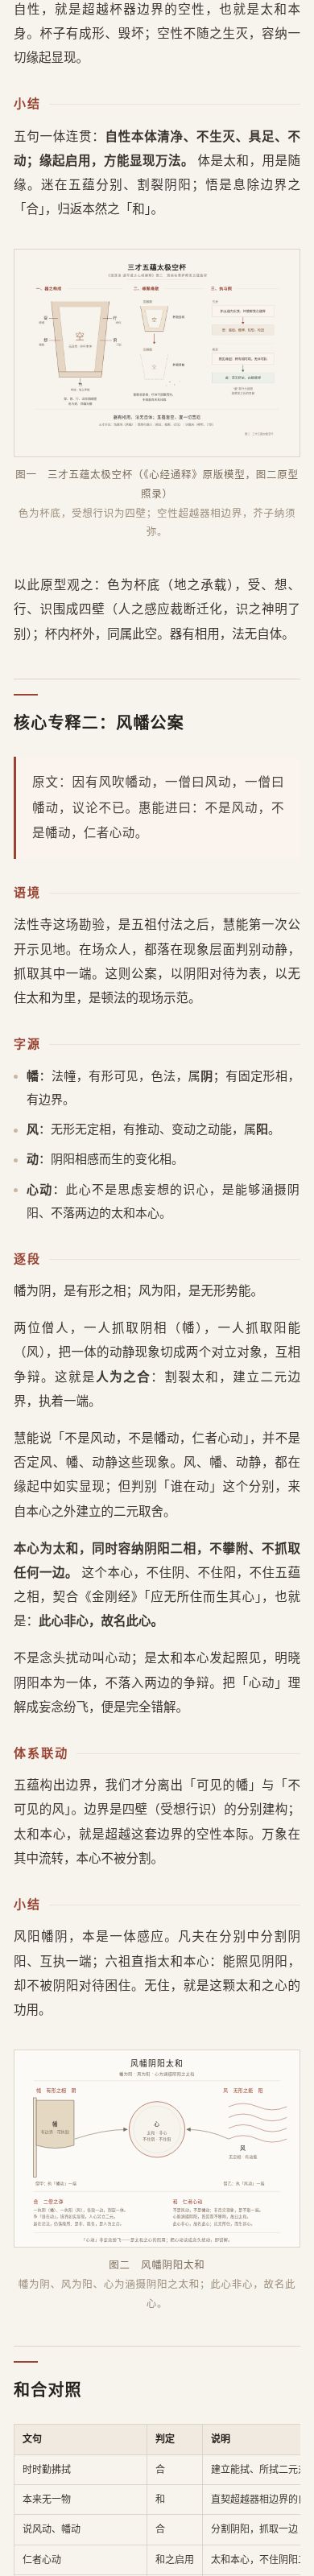 自性，就是超越杯器边界的空性，也就是太和本
身。杯子有成形、毁坏；空性不随之生灭，容纳一
切缘起显现。
小结
五句一体连贯：自性本体清净、不生灭、具足、不
动；缘起启用，方能显现万法。 体是太和，用是随
缘。迷在五蕴分别、割裂阴阳；悟是息除边界之
「合」，归返本然之「和」。
三才五蕴太极空杯
空
图一　三才五蕴太极空杯（《心经通释》原版模型，图二原型
照录）
色为杯底，受想行识为四壁；空性超越器相边界，芥子纳须
弥。
以此原型观之：色为杯底（地之承载），受、想、
行、识围成四壁（人之感应裁断迁化，识之神明了
别）；杯内杯外，同属此空。器有相用，法无自体。
核心专释二：风幡公案
原文：因有风吹幡动，一僧曰风动，一僧曰
幡动，议论不已。惠能进曰：不是风动，不
是幡动，仁者心动。
语境
法性寺这场勘验，是五祖付法之后，慧能第一次公
开示见地。在场众人，都落在现象层面判别动静，
抓取其中一端。这则公案，以阴阳对待为表，以无
住太和为里，是顿法的现场示范。
字源
幡：法幢，有形可见，色法，属阴；有固定形相，
有边界。
风：无形无定相，有推动、变动之动能，属阳。
动：阴阳相感而生的变化相。
心动：此心不是思虑妄想的识心，是能够涵摄阴
阳、不落两边的太和本心。
逐段
幡为阴，是有形之相；风为阳，是无形势能。
两位僧人，一人抓取阴相（幡），一人抓取阳能
（风），把一体的动静现象切成两个对立对象，互相
争辩。这就是人为之合：割裂太和，建立二元边
界，执着一端。
慧能说「不是风动，不是幡动，仁者心动」，并不是
否定风、幡、动静这些现象。风、幡、动静，都在
缘起中如实显现；但判别「谁在动」这个分别，来
自本心之外建立的二元取舍。
本心为太和，同时容纳阴阳二相，不攀附、不抓取
任何一边。 这个本心，不住阴、不住阳，不住五蕴
之相，契合《金刚经》「应无所住而生其心」，也就
是：此心非心，故名此心。
不是念头扰动叫心动；是太和本心发起照见，明晓
阴阳本为一体，不落入两边的争辩。把「心动」理
解成妄念纷飞，便是完全错解。
体系联动
五蕴构出边界，我们才分离出「可见的幡」与「不
可见的风」。边界是四壁（受想行识）的分别建构；
太和本心，就是超越这套边界的空性本际。万象在
其中流转，本心不被分割。
小结
风阳幡阴，本是一体感应。凡夫在分别中分割阴
阳、互执一端；六祖直指太和本心：能照见阴阳，
却不被阴阳对待困住。无住，就是这颗太和之心的
功用。
风幡阴阳太和
幡
心
风
图二　风幡阴阳太和
幡为阴、风为阳、心为涵摄阴阳之太和；此心非心，故名此
心。
和合对照
文句 判定 说明
时时勤拂拭 合 建立能拭、所拭二元
本来无一物 和 直契超越器相边界的
说风动、幡动 合 分割阴阳，抓取一边
仁者心动 和之启用 太和本心，不住阴阳